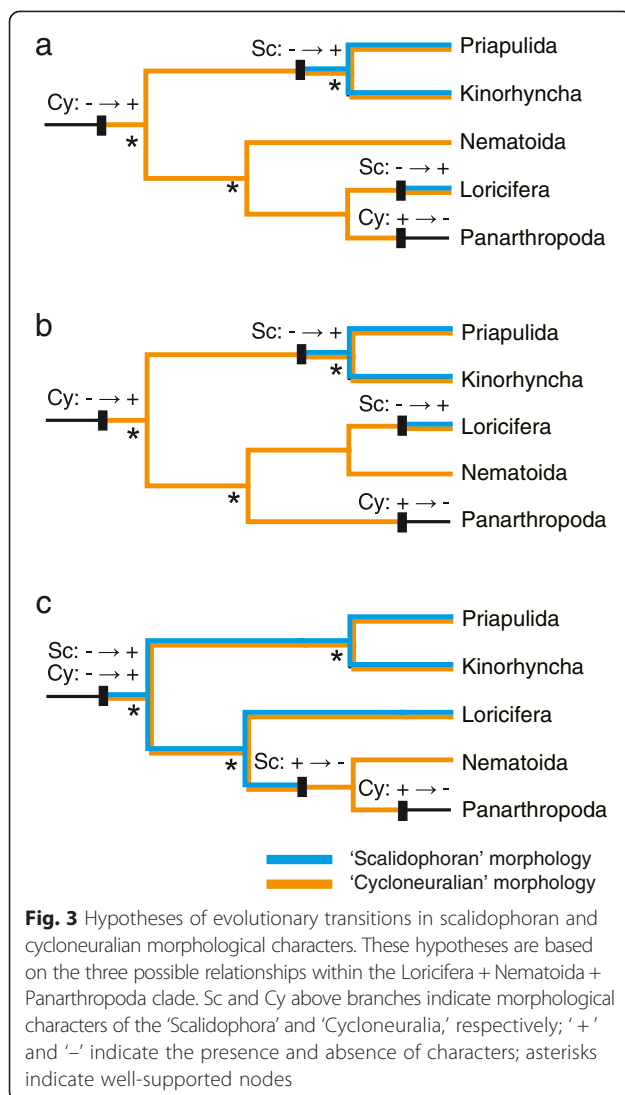 a
Sc: - → +
Priapulida
*
Kinorhyncha
Cy: - → +
*
Nematoida
*
Sc: - → +
Loricifera
Cy: + → -
Panarthropoda
b
Sc: - → +
Priapulida
*
Kinorhyncha
Cy: - → +
*
Sc: - → +
Loricifera
*
Nematoida
Cy: + → -
Panarthropoda
c
Priapulida
Sc: - → +
Cy: - → +
*
*
Kinorhyncha
Loricifera
*
Sc: + → -
Nematoida
Cy: + → -
Panarthropoda
'Scalidophoran' morphology
'Cycloneuralian' morphology
Fig. 3 Hypotheses of evolutionary transitions in scalidophoran and
cycloneuralian morphological characters. These hypotheses are based
on the three possible relationships within the Loricifera + Nematoida +
Panarthropoda clade. Sc and Cy above branches indicate morphological
characters of the ‘Scalidophora’ and ‘Cycloneuralia,’ respectively; ‘ + ’
and ‘–’ indicate the presence and absence of characters; asterisks
indicate well-supported nodes